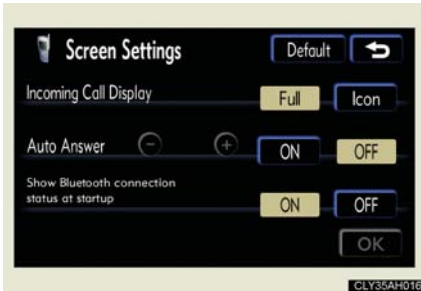 Screen Settings
Default
Incoming Call Display
Full
Icon
Auto Answer
ON
OFF
Show Bluetooth connection
status at startup
ON
OFF
OK
CLY35AH016